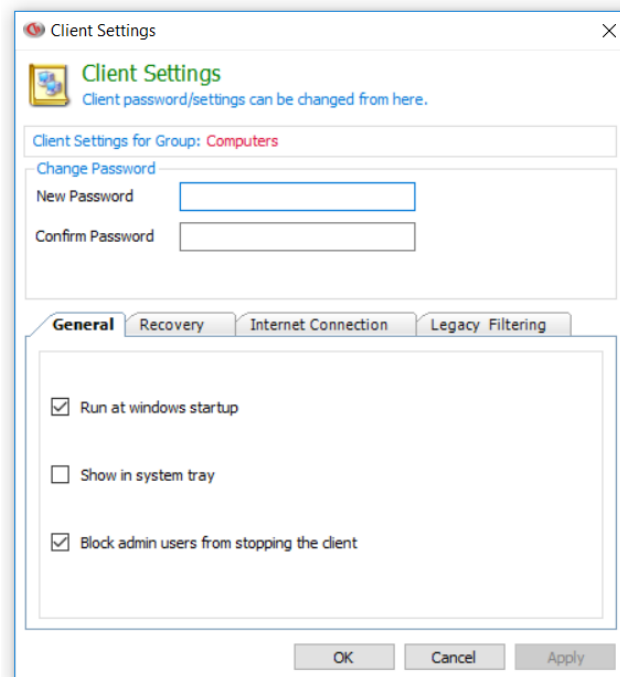 Client Settings
Client Settings
Client password/settings can be changed from here.
Client Settings for Group: Computers
Change Password
New Password
Confirm Password
General Recovery Internet Connection Legacy Filtering
Run at windows startup
Show in system tray
Block admin users from stopping the client
OK Cancel Apply